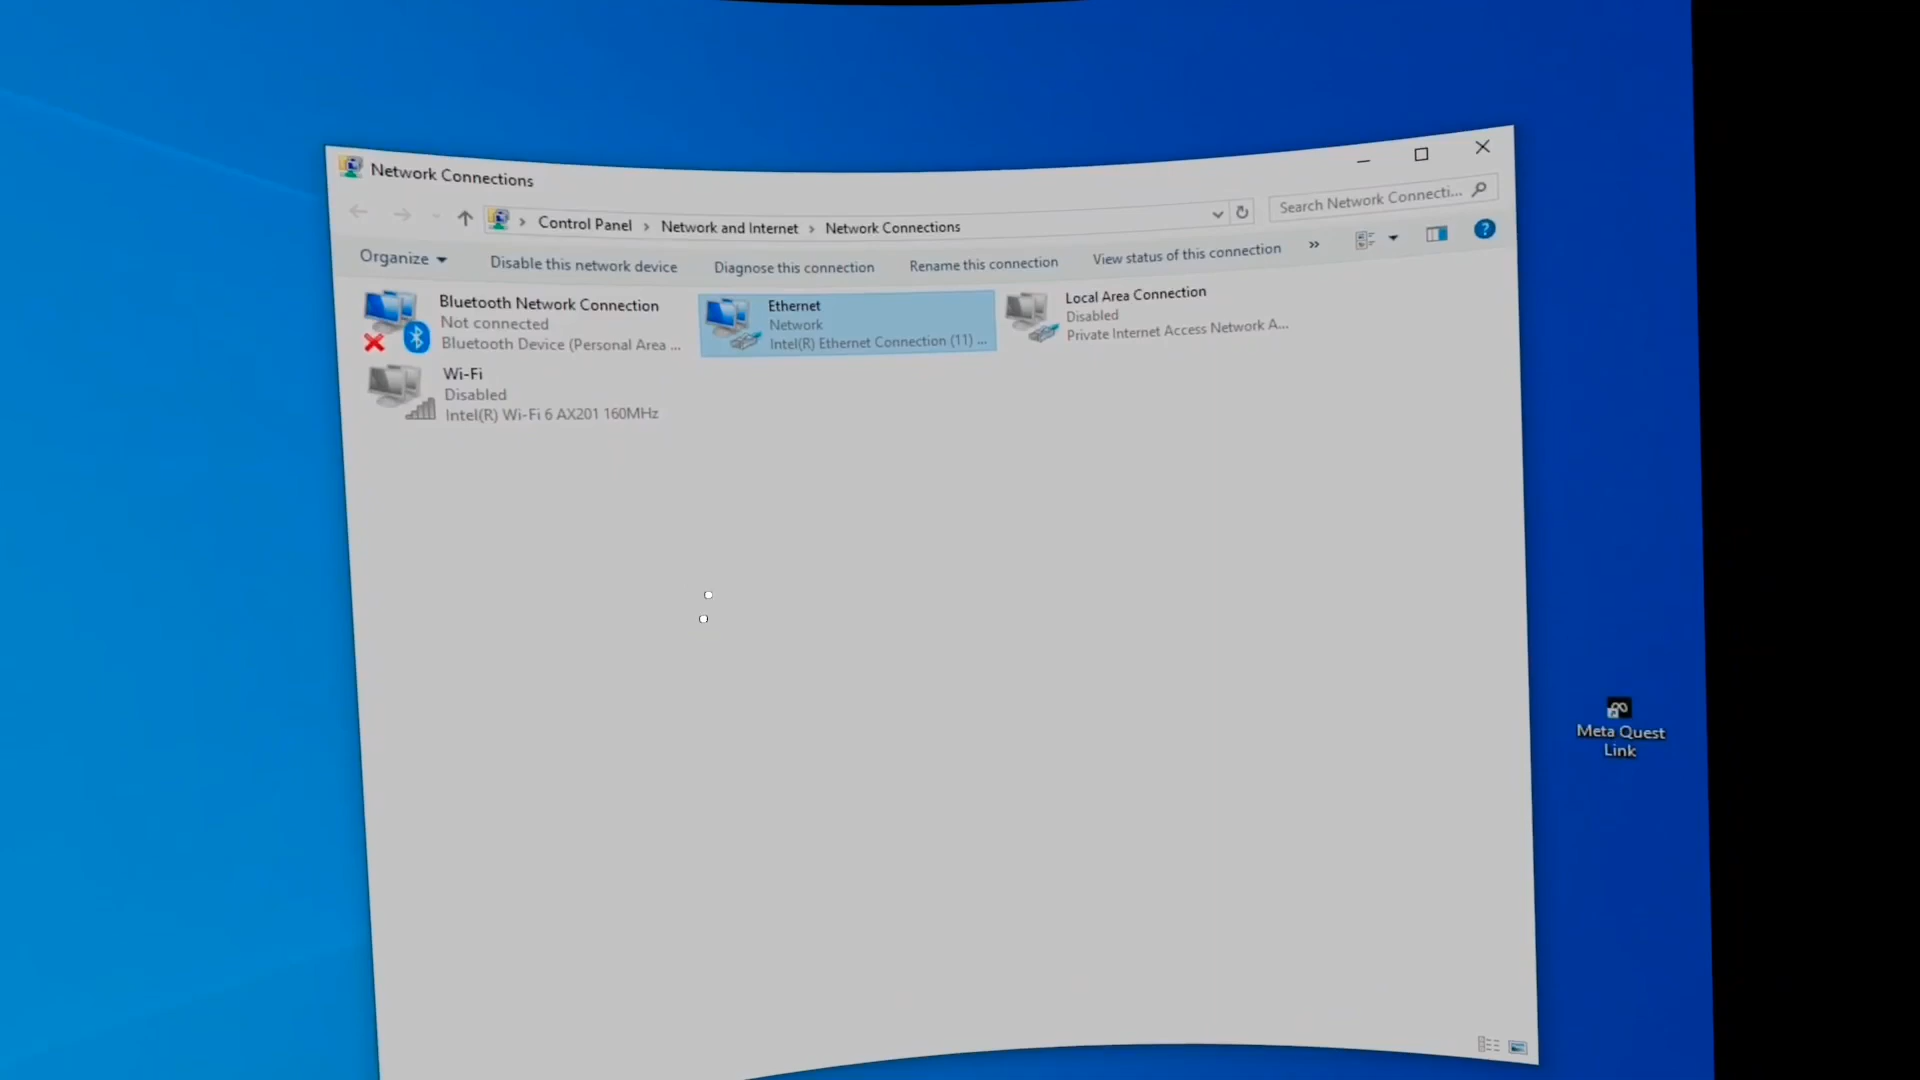 Network Connections
Control Panel > Network and Internet > Network Connections
Search Network Connecti...
Organize
Disable this network device
Diagnose this connection
Rename this connection
View status of this connection
»
Bluetooth Network Connection
Not connected
Bluetooth Device (Personal Area ...
Ethernet
Network
Intel(R) Ethernet Connection (11) ...
Local Area Connection
Disabled
Private Internet Access Network A...
Wi-Fi
Disabled
Intel(R) Wi-Fi 6 AX201 160MHz
Meta Quest
Link